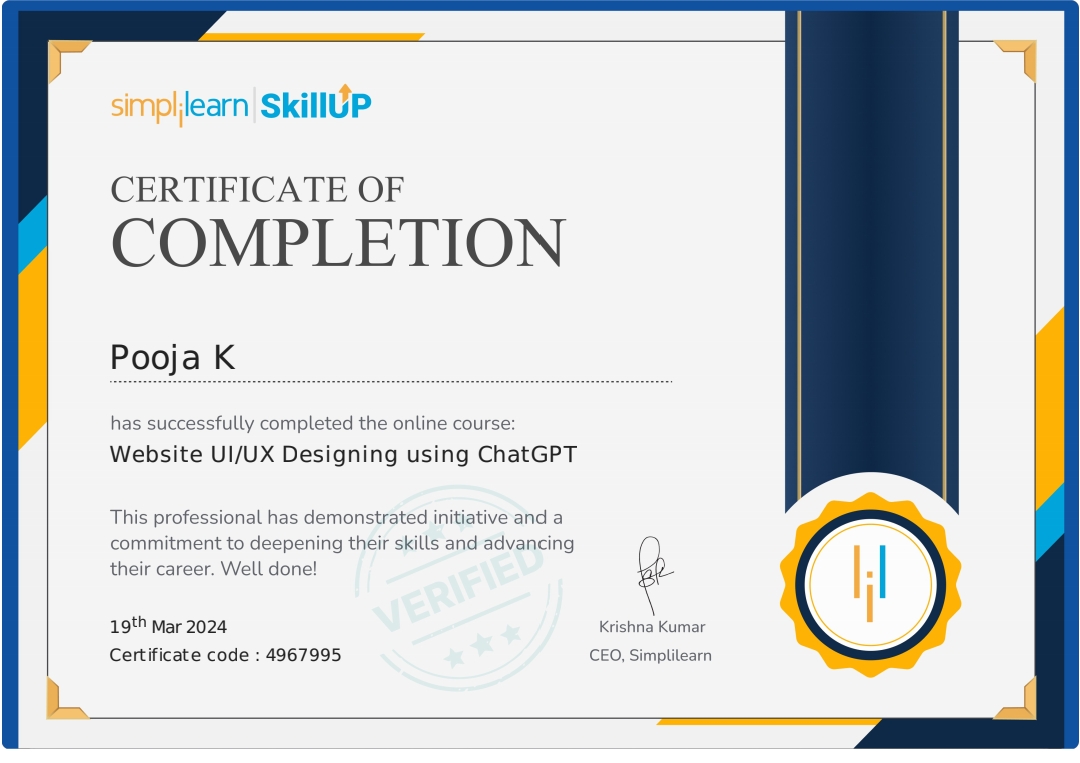 simplilearn | SkillUP
CERTIFICATE OF
COMPLETION
Pooja K
has successfully completed the online course:
Website UI/UX Designing using ChatGPT
This professional has demonstrated initiative and a
commitment to deepening their skills and advancing
their career. Well done!
VERIFIED
19th Mar 2024
Certificate code : 4967995
Krishna Kumar
CEO, Simplilearn